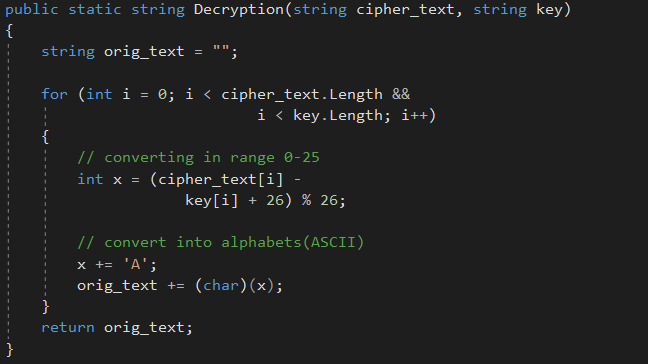 public static string Decryption(string cipher_text, string key)
{
    string orig_text = "";

    for (int i = 0; i < cipher_text.Length &&
                            i < key.Length; i++)
    {
        // converting in range 0-25
        int x = (cipher_text[i] -
                    key[i] + 26) % 26;

        // convert into alphabets(ASCII)
        x += 'A';
        orig_text += (char)(x);
    }
    return orig_text;
}